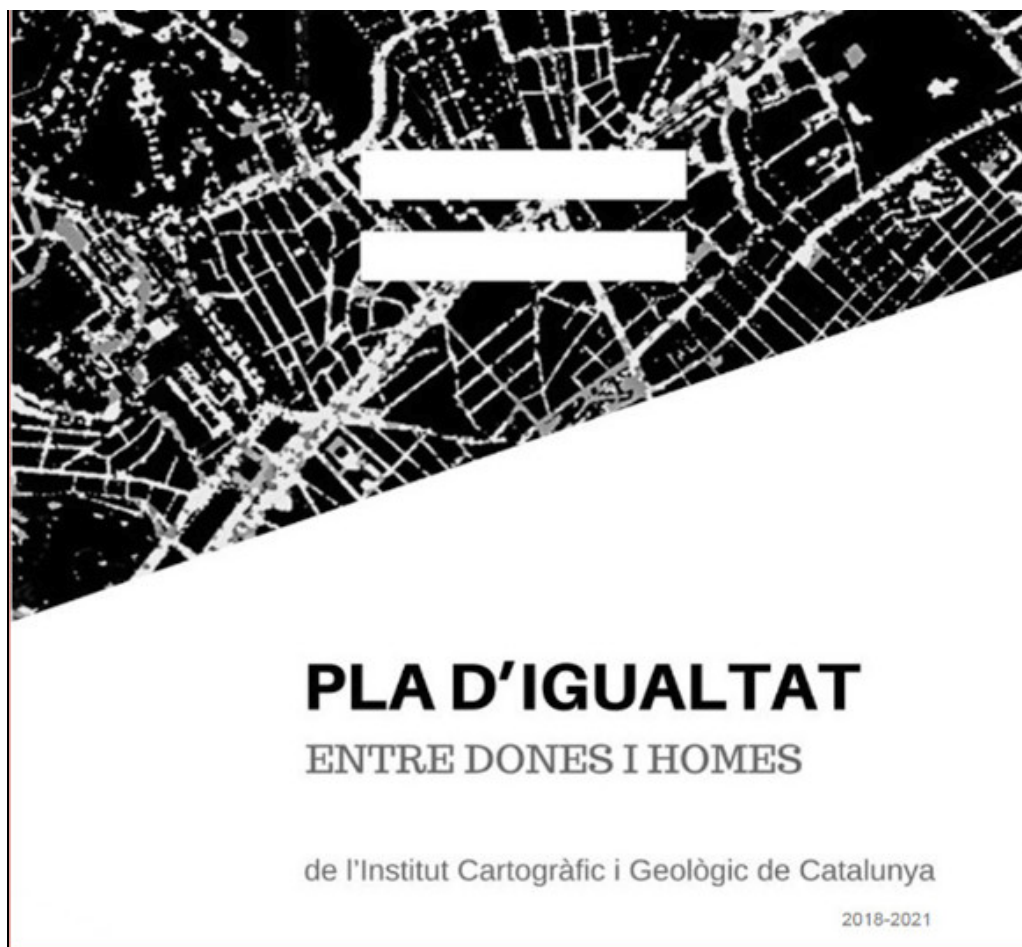 PLA D’IGUALTAT
ENTRE DONES I HOMES
de l’Institut Cartogràfic i Geològic de Catalunya
2018-2021